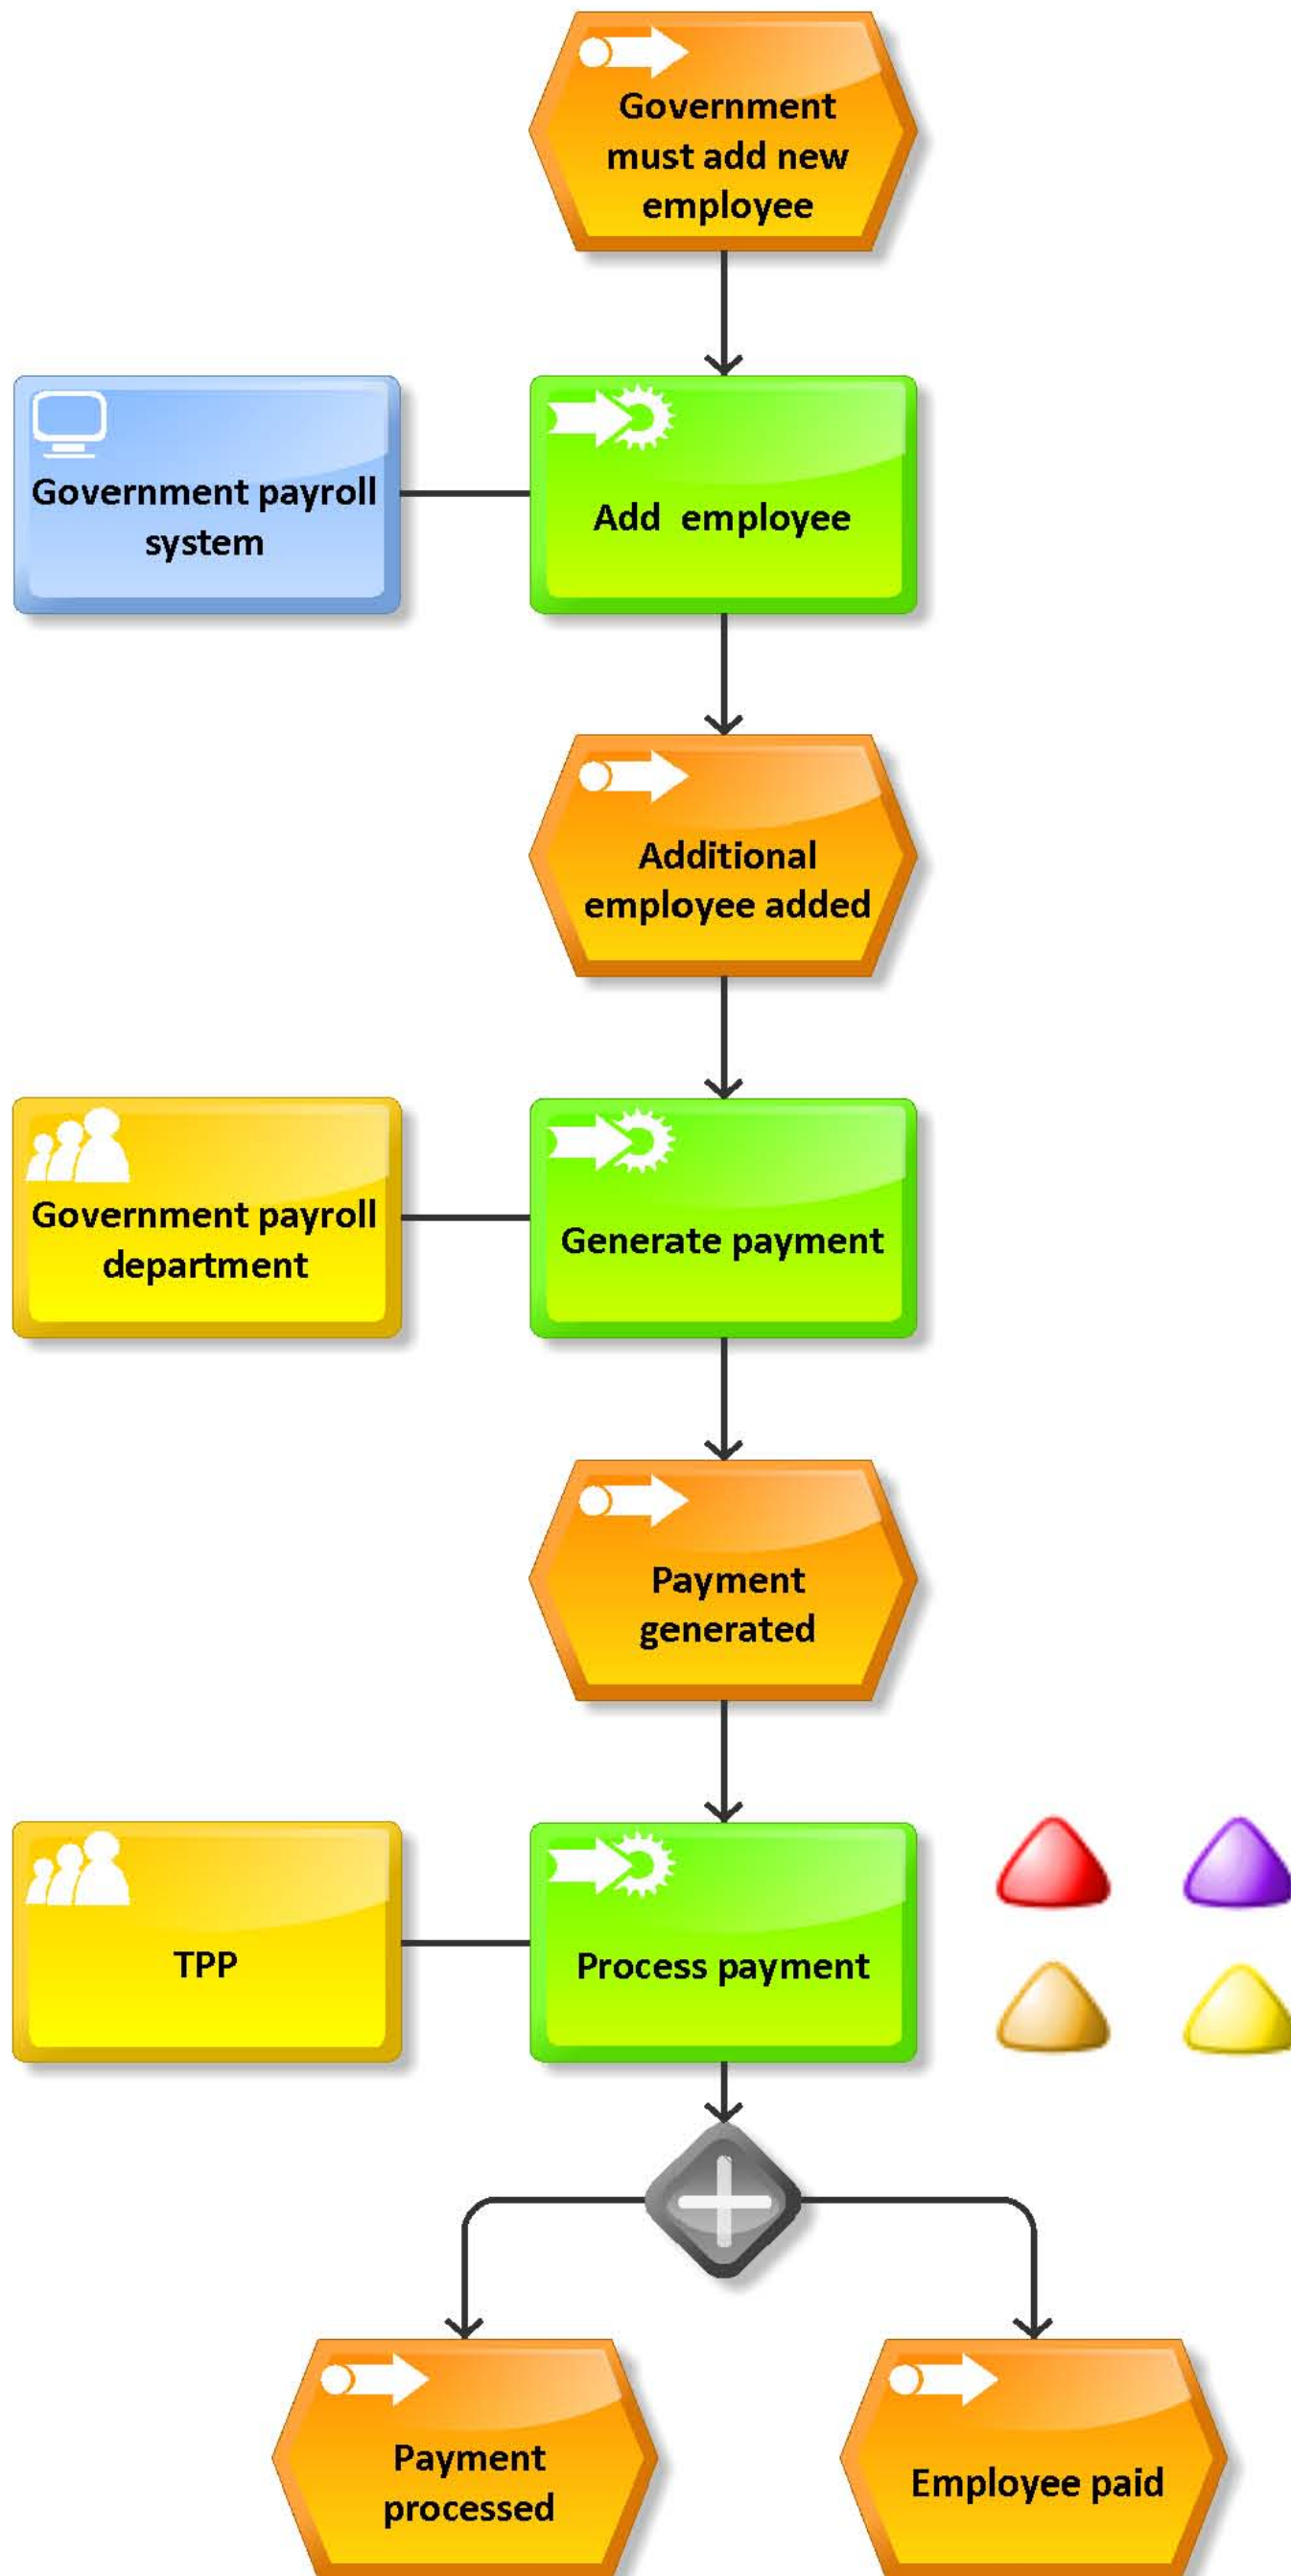 Government
must add new
employee
Government payroll
system
Add  employee
Additional
employee added
Government payroll
department
Generate payment
Payment
generated
TPP
Process payment
Payment
processed
Employee paid